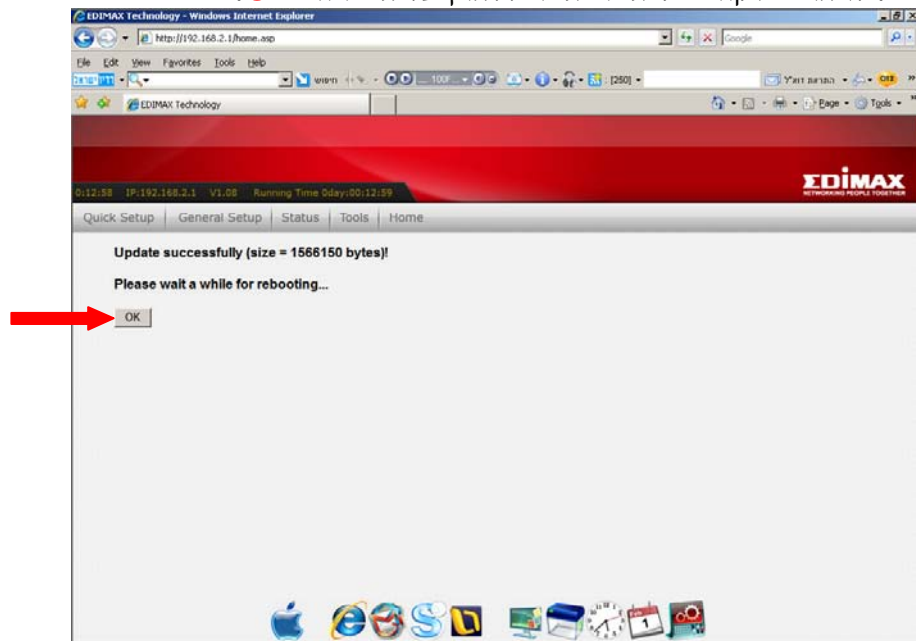 EDIMAX Technology - Windows Internet Explorer
http://192.168.2.1/home.asp
Google
File Edit View Favorites Tools Help
חיפוש
[250]
EDIMAX Technology
Page Tools
EDIMAX
NETWORKING PEOPLE TOGETHER
0:12:58 IP:192.168.2.1 V1.08 Running Time 0day:00:12:59
Quick Setup General Setup Status Tools Home
Update successfully (size = 1566150 bytes)!
Please wait a while for rebooting...
OK
1